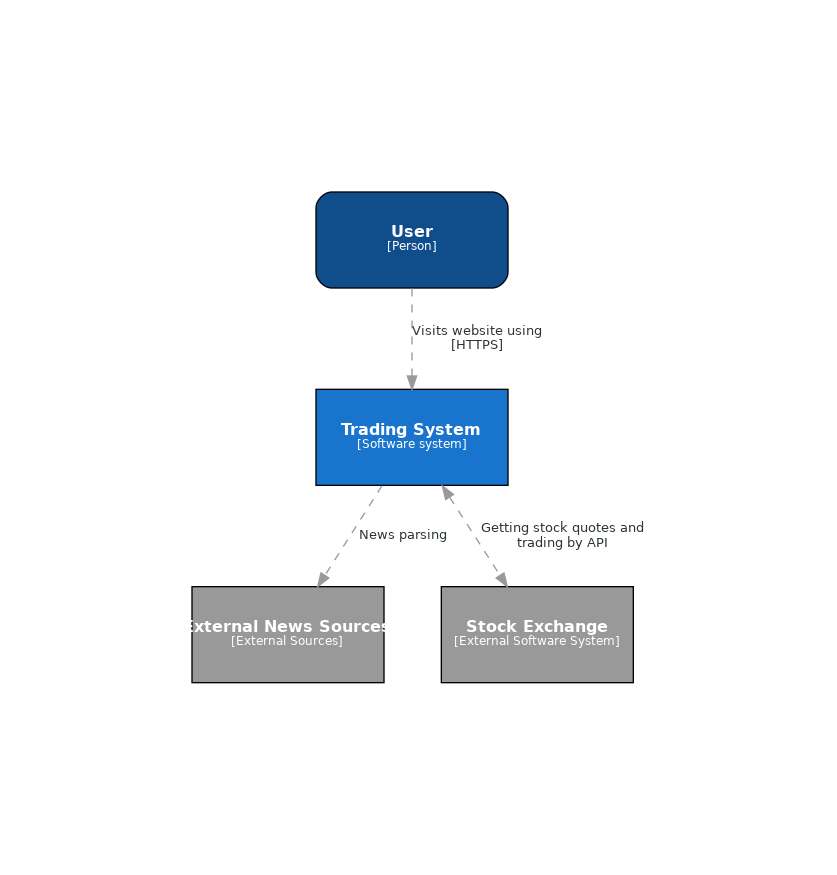 User
[Person]
Visits website using
[HTTPS]
Trading System
[Software system]
News parsing
Getting stock quotes and
trading by API
External News Sources
[External Sources]
Stock Exchange
[External Software System]